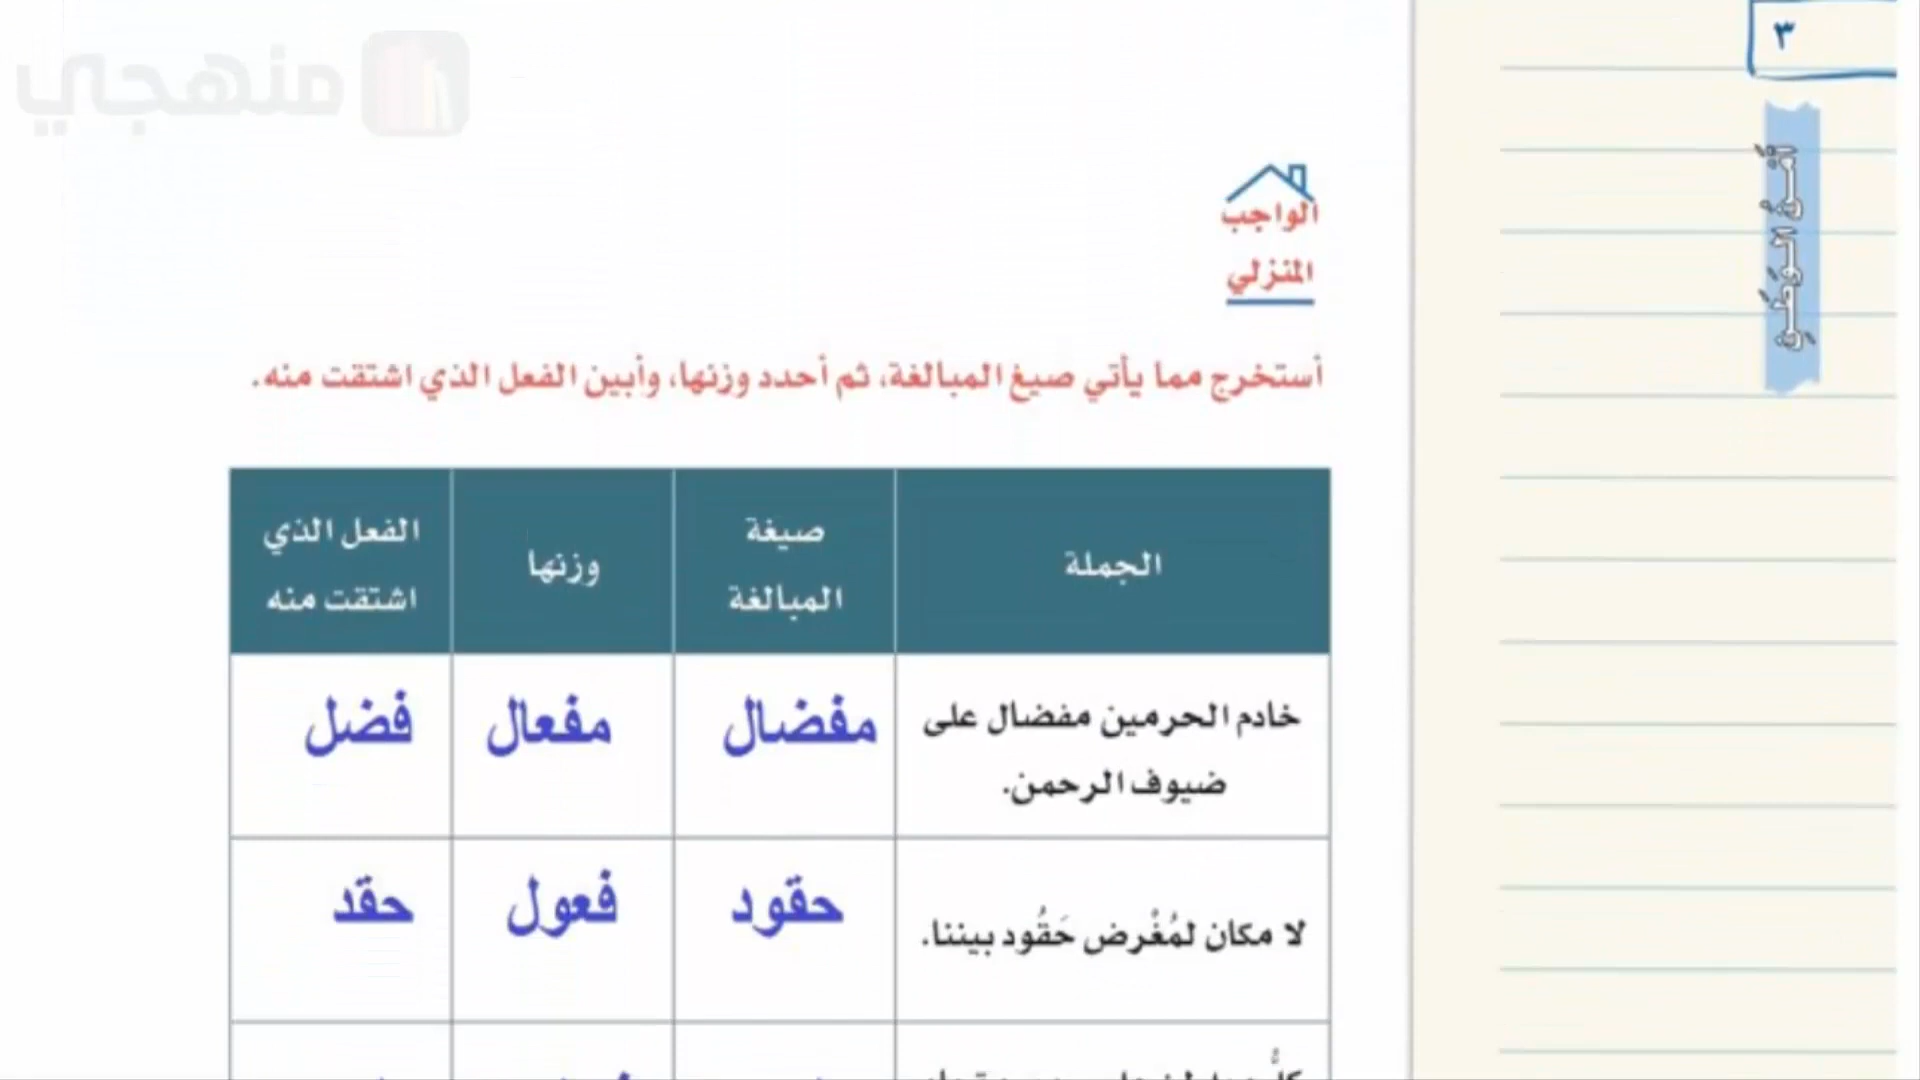 منهجي
٣
أَمْنُ الوَطَنِ
الواجب
المنزلي
أستخرج مما يأتي صيغ المبالغة، ثم أحدد وزنها، وأبين الفعل الذي اشتقت منه.
الجملة
صيغة
المبالغة
وزنها
الفعل الذي
اشتقت منه
خادم الحرمين مفضال على
ضيوف الرحمن.
مفضال
مفعال
فضل
لا مكان لمُغْرض حَقُود بيننا.
حقود
فعول
حقد